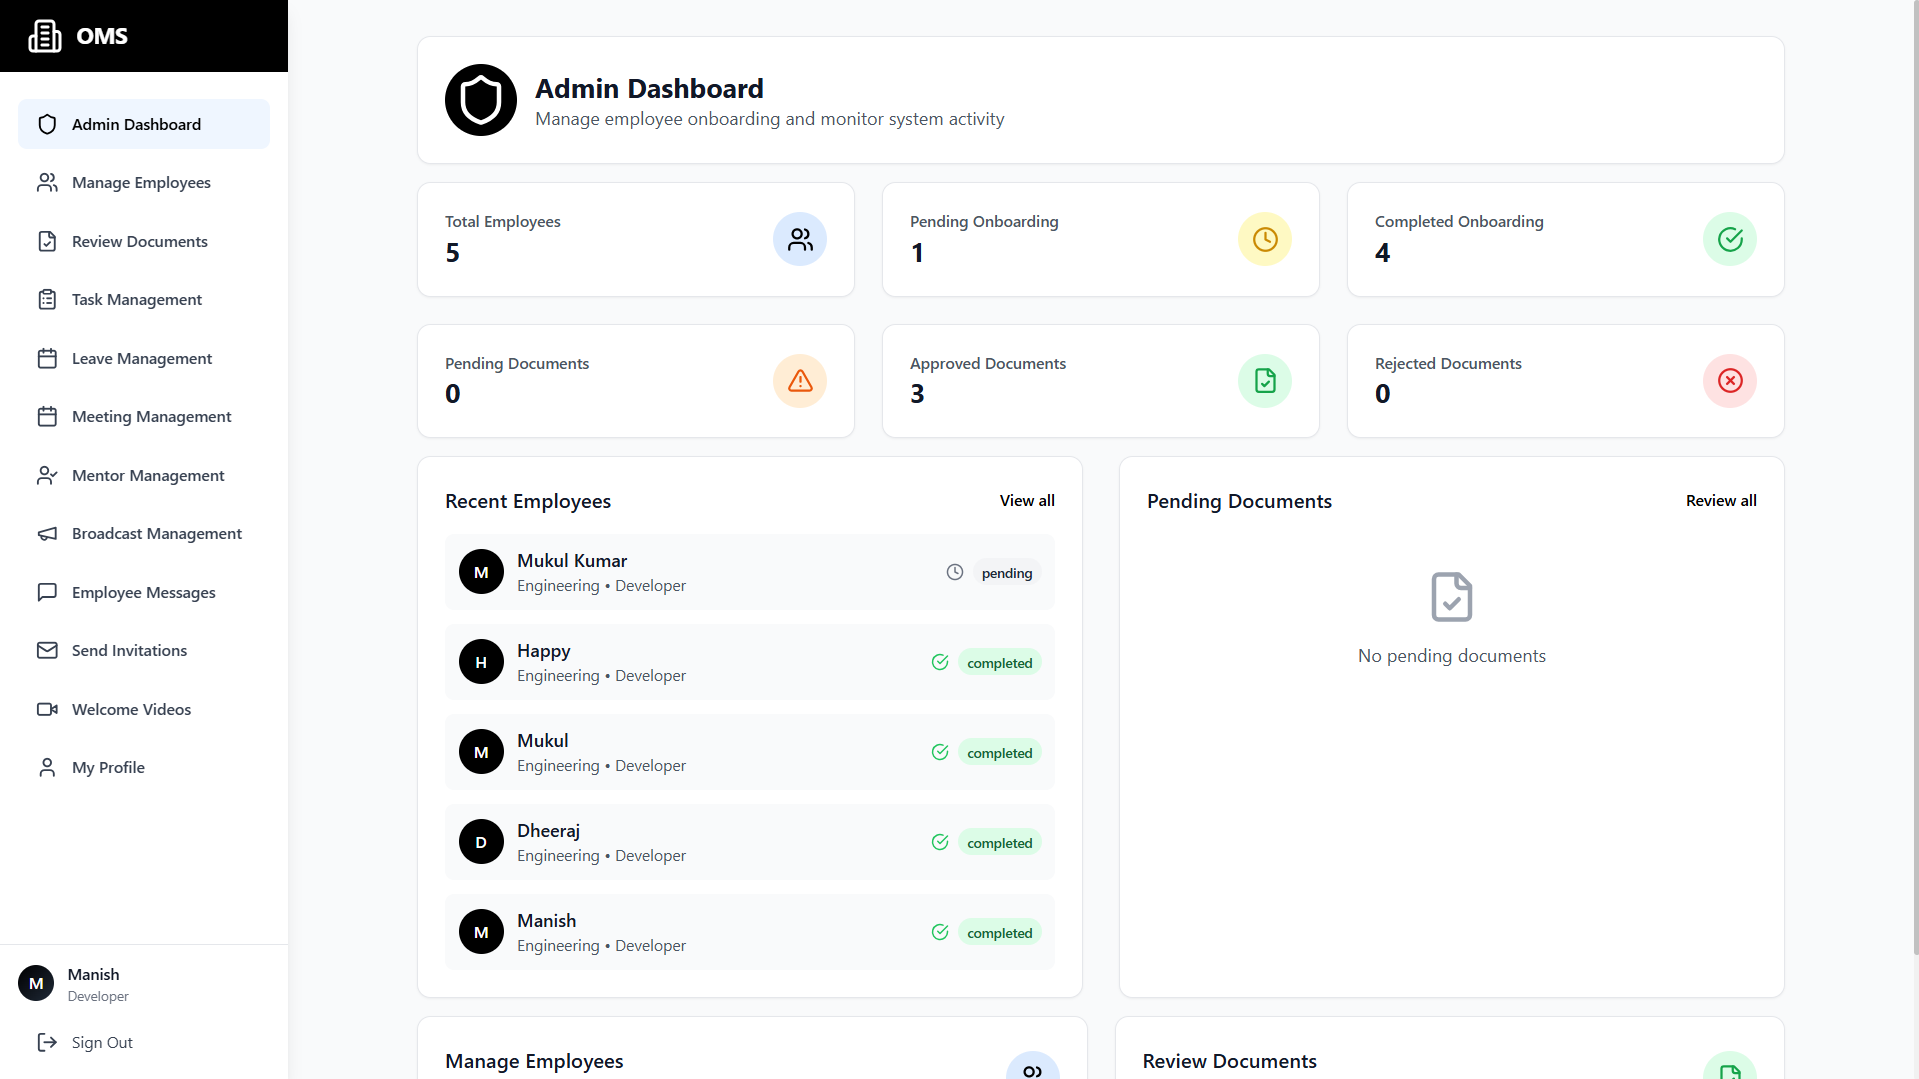 OMS
Admin Dashboard
Manage Employees
Review Documents
Task Management
Leave Management
Meeting Management
Mentor Management
Broadcast Management
Employee Messages
Send Invitations
Welcome Videos
My Profile
M
Manish
Developer
Sign Out
Admin Dashboard
Manage employee onboarding and monitor system activity
Total Employees
5
Pending Onboarding
1
Completed Onboarding
4
Pending Documents
0
Approved Documents
3
Rejected Documents
0
Recent Employees
View all
M
Mukul Kumar
Engineering • Developer
pending
H
Happy
Engineering • Developer
completed
M
Mukul
Engineering • Developer
completed
D
Dheeraj
Engineering • Developer
completed
M
Manish
Engineering • Developer
completed
Pending Documents
Review all
No pending documents
Manage Employees
Review Documents